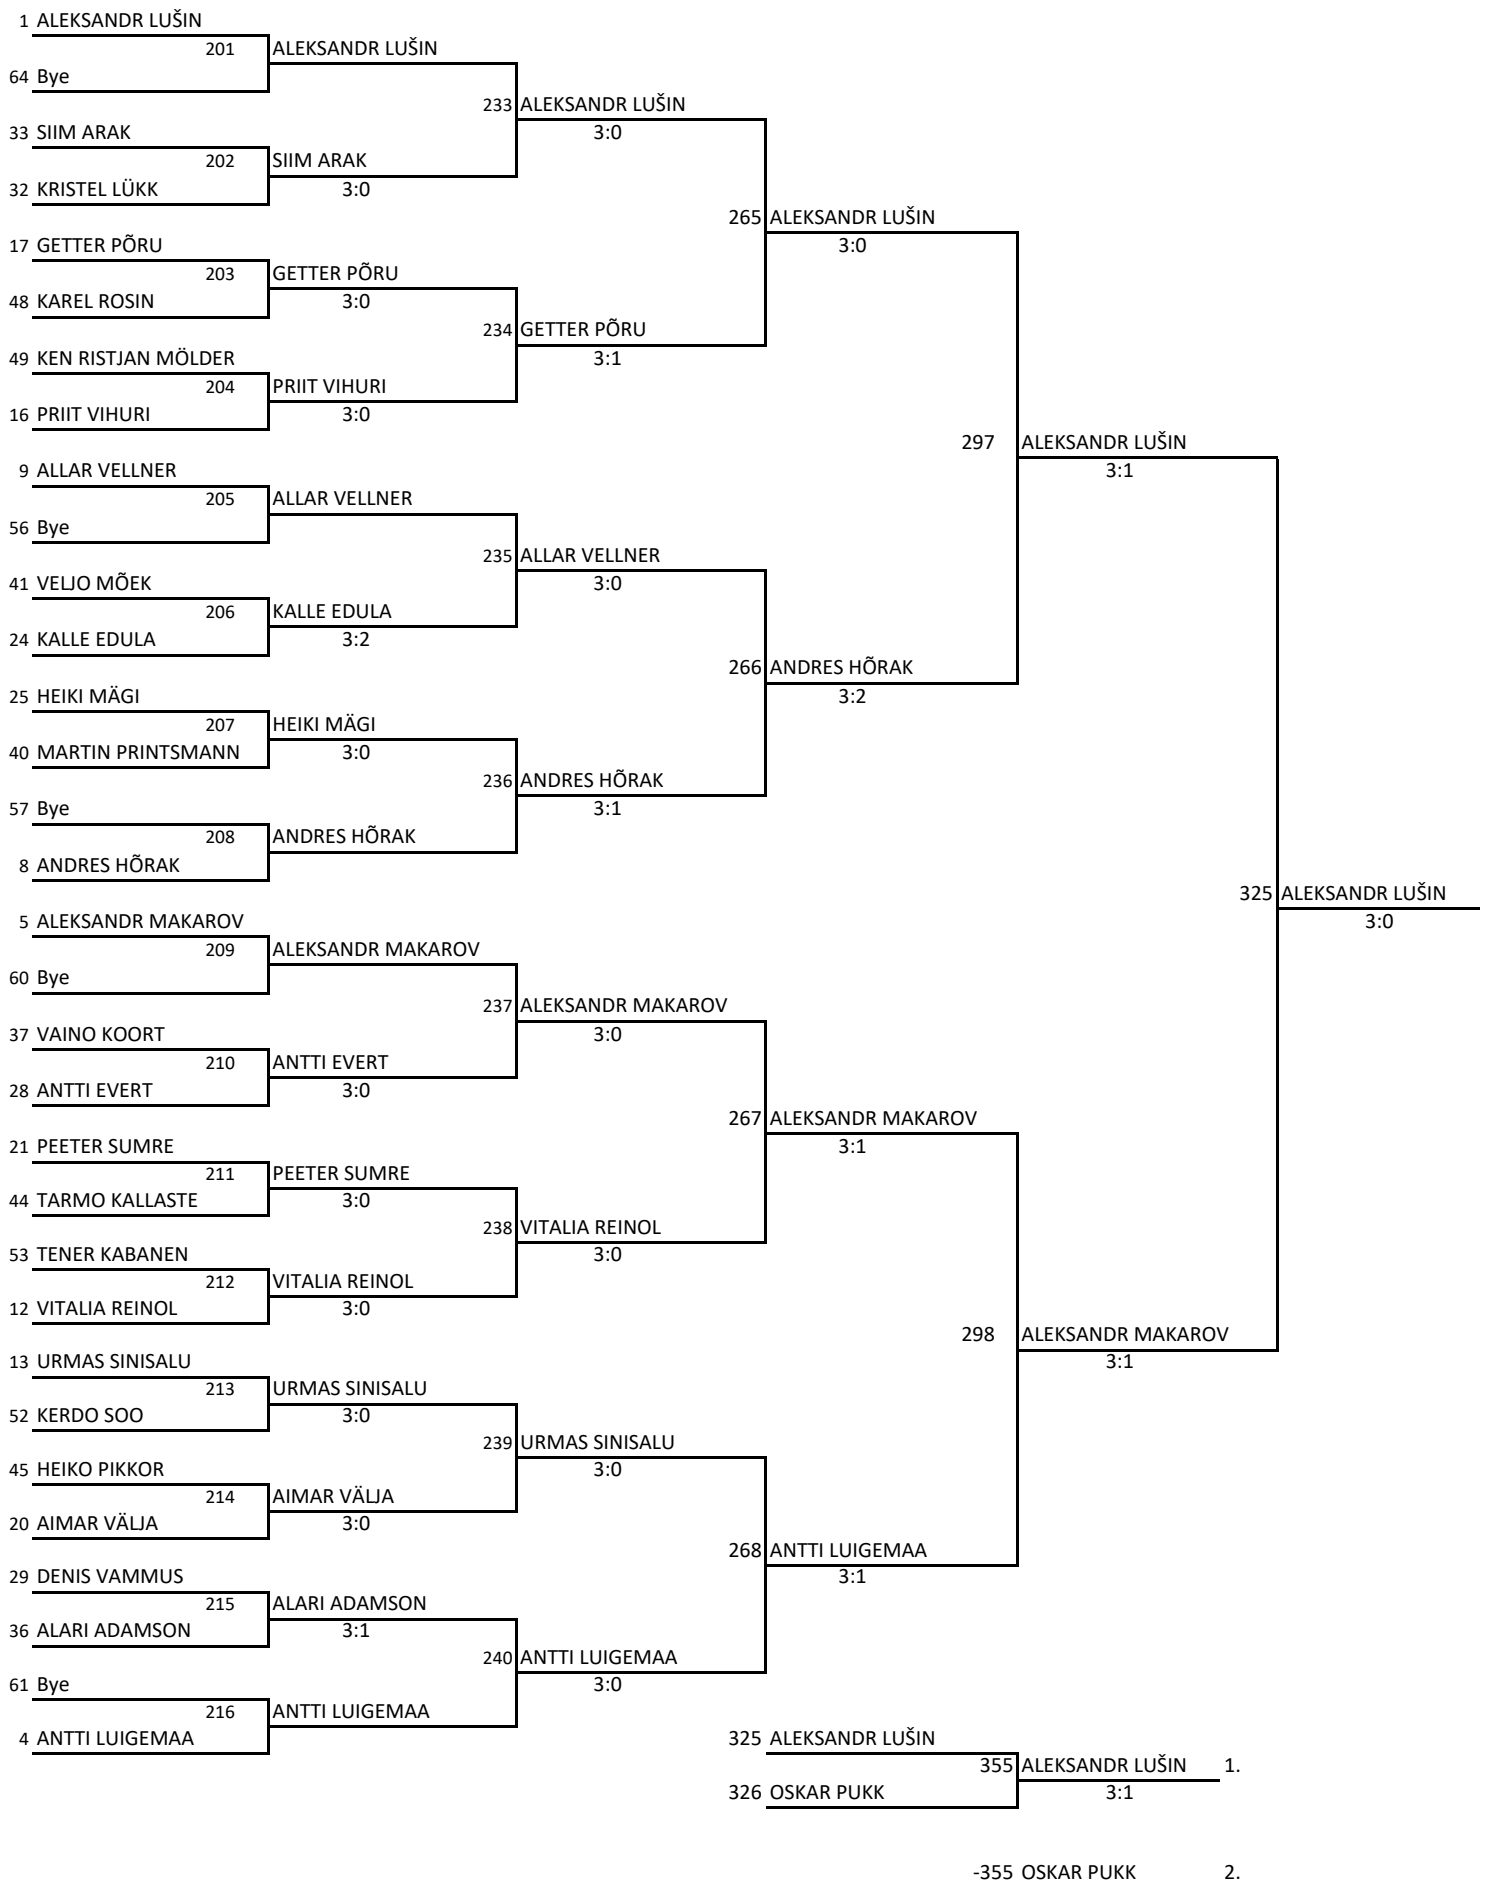 1 ALEKSANDR LUŠIN
201 ALEKSANDR LUŠIN
64 Bye
233 ALEKSANDR LUŠIN
33 SIIM ARAK 3:0
202 SIIM ARAK
32 KRISTEL LÜKK 3:0
265 ALEKSANDR LUŠIN
17 GETTER PÕRU 3:0
203 GETTER PÕRU
48 KAREL ROSIN 3:0
234 GETTER PÕRU
49 KEN RISTJAN MÖLDER 3:1
204 PRIIT VIHURI
16 PRIIT VIHURI 3:0
297 ALEKSANDR LUŠIN
9 ALLAR VELLNER 3:1
205 ALLAR VELLNER
56 Bye
235 ALLAR VELLNER
41 VELJO MÕEK 3:0
206 KALLE EDULA
24 KALLE EDULA 3:2
266 ANDRES HÕRAK
25 HEIKI MÄGI 3:2
207 HEIKI MÄGI
40 MARTIN PRINTSMANN 3:0
236 ANDRES HÕRAK
57 Bye 3:1
208 ANDRES HÕRAK
8 ANDRES HÕRAK
325 ALEKSANDR LUŠIN
5 ALEKSANDR MAKAROV 3:0
209 ALEKSANDR MAKAROV
60 Bye
237 ALEKSANDR MAKAROV
37 VAINO KOORT 3:0
210 ANTTI EVERT
28 ANTTI EVERT 3:0
267 ALEKSANDR MAKAROV
21 PEETER SUMRE 3:1
211 PEETER SUMRE
44 TARMO KALLASTE 3:0
238 VITALIA REINOL
53 TENER KABANEN 3:0
212 VITALIA REINOL
12 VITALIA REINOL 3:0
298 ALEKSANDR MAKAROV
13 URMAS SINISALU 3:1
213 URMAS SINISALU
52 KERDO SOO 3:0
239 URMAS SINISALU
45 HEIKO PIKKOR 3:0
214 AIMAR VÄLJA
20 AIMAR VÄLJA 3:0
268 ANTTI LUIGEMAA
29 DENIS VAMMUS 3:1
215 ALARI ADAMSON
36 ALARI ADAMSON 3:1
240 ANTTI LUIGEMAA
61 Bye 3:0
216 ANTTI LUIGEMAA
4 ANTTI LUIGEMAA 325 ALEKSANDR LUŠIN
355 ALEKSANDR LUŠIN 1.
326 OSKAR PUKK 3:1
-355 OSKAR PUKK 2.